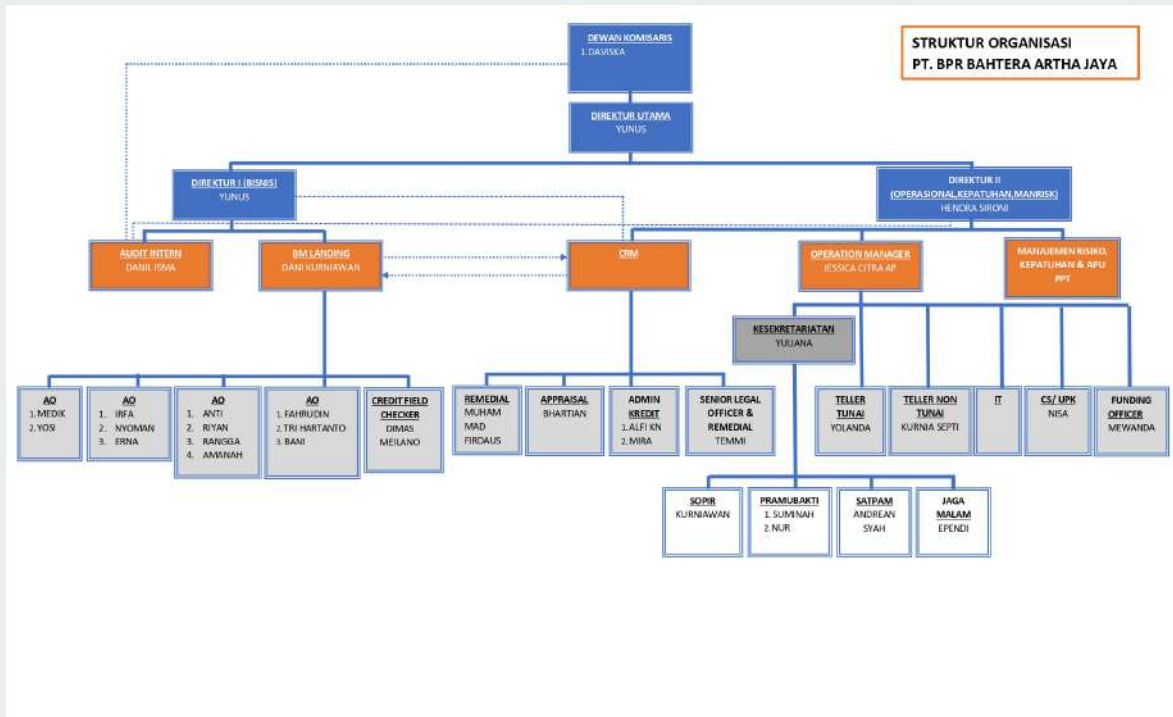 STRUKTUR ORGANISASI
PT. BPR BAHTERA ARTHA JAYA
DEWAN KOMISARIS
1. DAVISKA
DIREKTUR UTAMA
YUNUS
DIREKTUR I (BISNIS)
YUNUS
DIREKTUR II
(OPERASIONAL,KEPATUHAN,MANRISK)
HENDRA SIRONI
AUDIT INTERN
DANIL ISMA
BM LANDING
DANI KURNIAWAN
CRM
OPERATION MANAGER
JESSICA CITRA AP
MANAJEMEN RISIKO,
KEPATUHAN & APU
PPT
KESEKRETARIATAN
YULIANA
AO
1. MEDIK
2. YOSI
AO
1. IRFA
2. NYOMAN
3. ERNA
AO
1. ANTI
2. RIYAN
3. RANGGA
4. AMANAH
AO
1. FAHRUDIN
2. TRI HARTANTO
3. BANI
CREDIT FIELD
CHECKER
DIMAS
MEILANO
REMEDIAL
MUHAM
MAD
FIRDAUS
APPRAISAL
BHARTIAN
ADMIN
KREDIT
1. ALFI KN
2. MIRA
SENIOR LEGAL
OFFICER &
REMEDIAL
TEMMI
TELLER
TUNAI
YOLANDA
TELLER NON
TUNAI
KURNIA SEPTI
IT
CS/ UPK
NISA
FUNDING
OFFICER
MEWANDA
SOPIR
KURNIAWAN
PRAMUBAKTI
1. SUMINAH
2. NUR
SATPAM
ANDREAN
SYAH
JAGA
MALAM
EPENDI